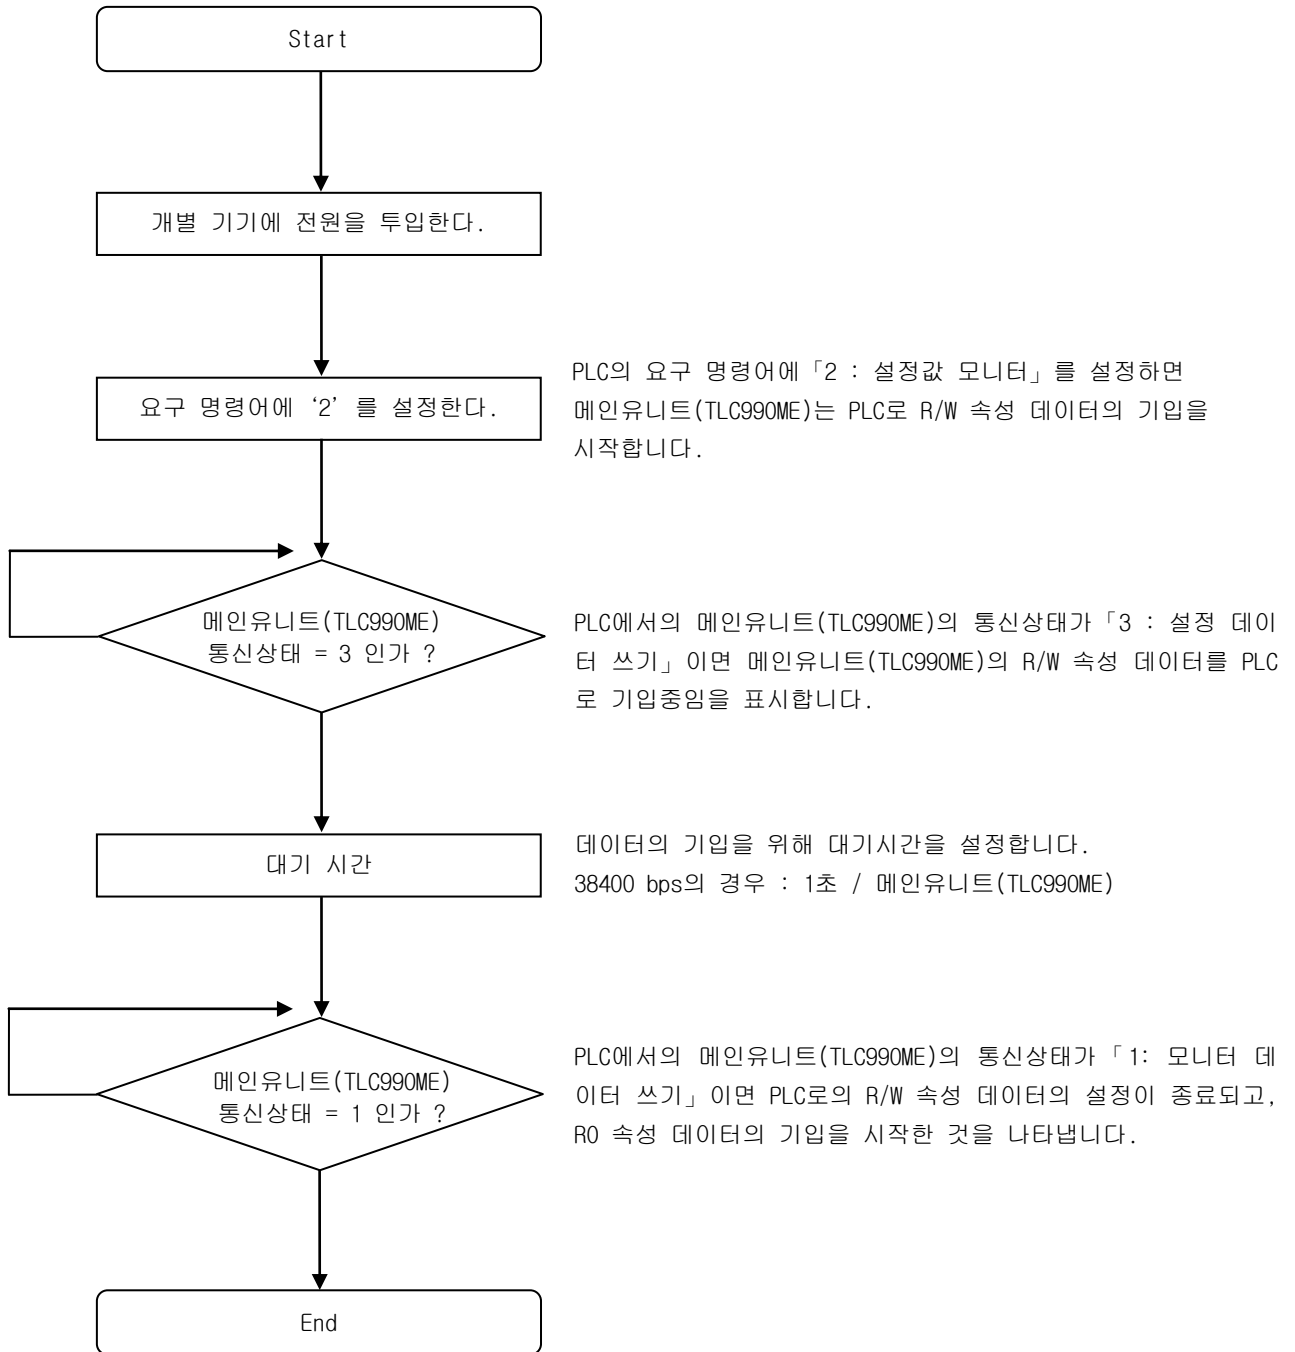 Start
개별 기기에 전원을 투입한다.
요구 명령어에 ‘2’를 설정한다.
PLC의 요구 명령어에「2 : 설정값 모니터」를 설정하면
메인유니트(TLC990ME)는 PLC로 R/W 속성 데이터의 기입을
시작합니다.
메인유니트(TLC990ME)
통신상태 = 3 인가 ?
PLC에서의 메인유니트(TLC990ME)의 통신상태가「3 : 설정 데이
터 쓰기」이면 메인유니트(TLC990ME)의 R/W 속성 데이터를 PLC
로 기입중임을 표시합니다.
대기 시간
데이터의 기입을 위해 대기시간을 설정합니다.
38400 bps의 경우 : 1초 / 메인유니트(TLC990ME)
메인유니트(TLC990ME)
통신상태 = 1 인가 ?
PLC에서의 메인유니트(TLC990ME)의 통신상태가「1: 모니터 데
이터 쓰기」이면 PLC로의 R/W 속성 데이터의 설정이 종료되고,
RO 속성 데이터의 기입을 시작한 것을 나타냅니다.
End